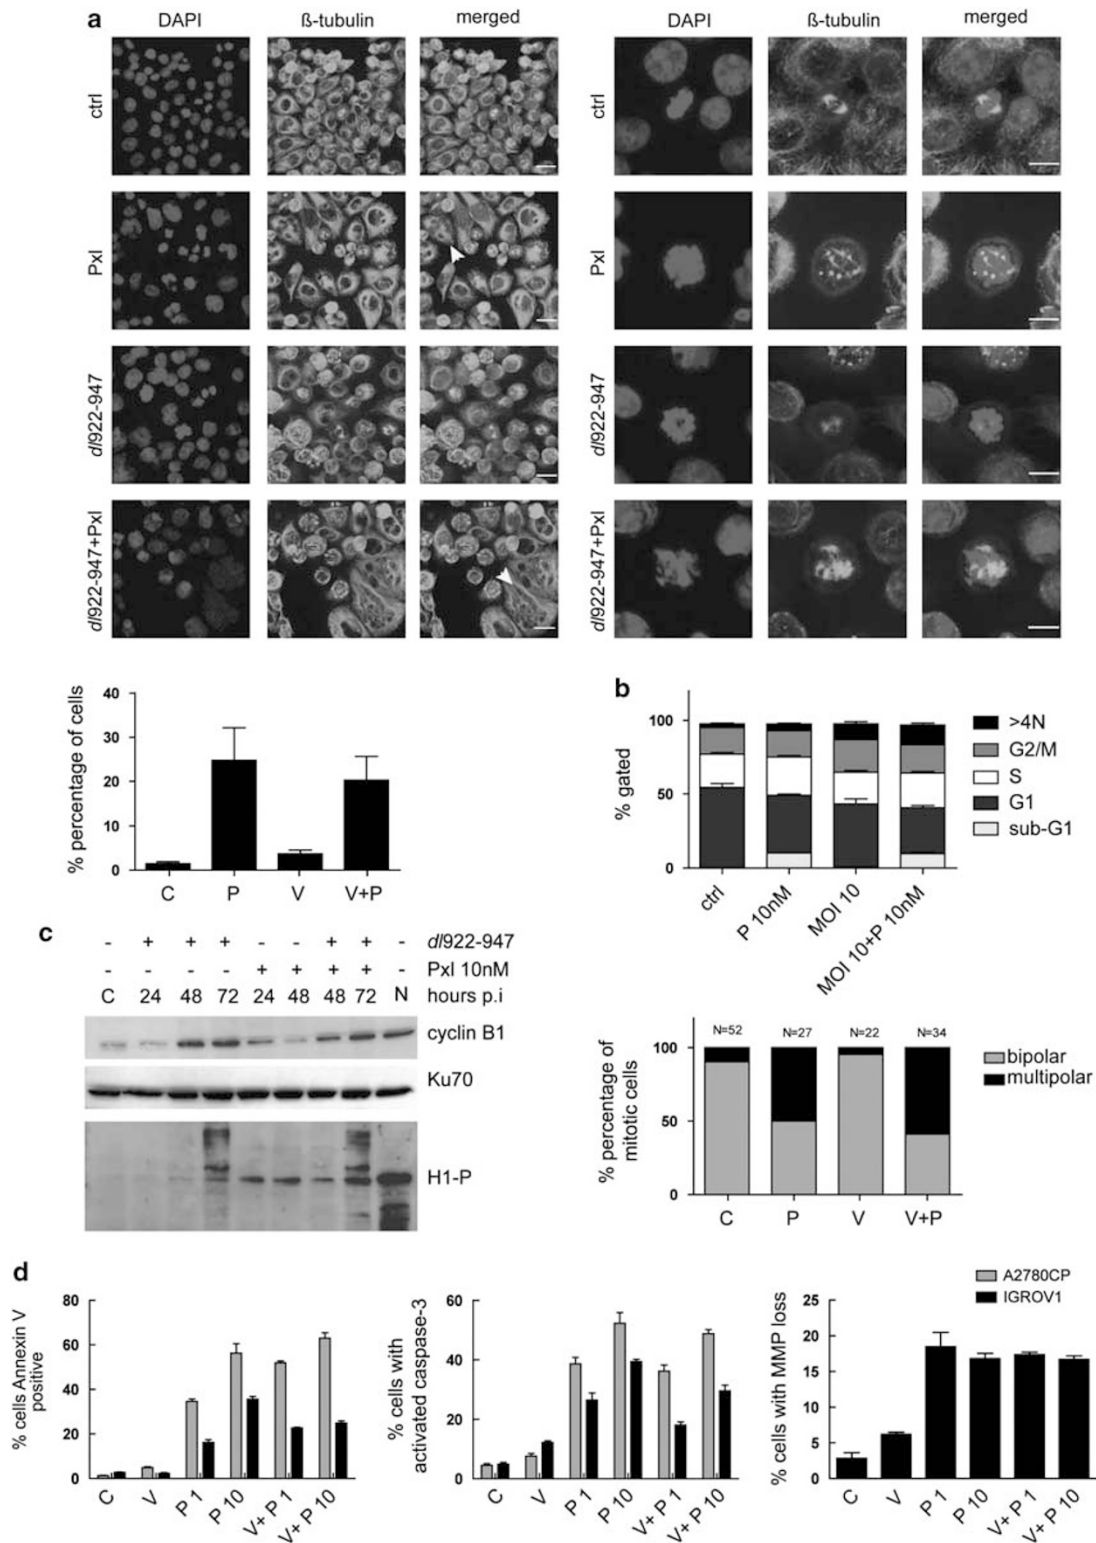 a
DAPI ß-tubulin merged DAPI ß-tubulin merged
ctrl ctrl
Pxl Pxl
dl922-947 dl922-947
dl922-947+Pxl dl922-947+Pxl
% percentage of cells
40
30
20
10
0
C P V V+P
b
% gated
100
50
0
>4N
G2/M
S
G1
sub-G1
ctrl P 10nM MOI 10 MOI 10+P 10nM
c
- + + + - - + + - dl922-947
- - - - + + + + - Pxl 10nM
C 24 48 72 24 48 48 72 N hours p.i
cyclin B1
Ku70
H1-P
% percentage of
mitotic cells
100
50
0
N=52 N=27 N=22 N=34
bipolar
multipolar
C P V V+P
d
% cells Annexin V
positive
80
60
40
20
0
C V P 1 P 10 V+ P 1 V+ P 10
% cells with
activated caspase-3
60
40
20
0
C V P 1 P 10 V+ P 1 V+ P 10
A2780CP
IGROV1
% cells with MMP loss
25
20
15
10
5
0
C V P 1 P 10 V+ P 1 V+ P 10